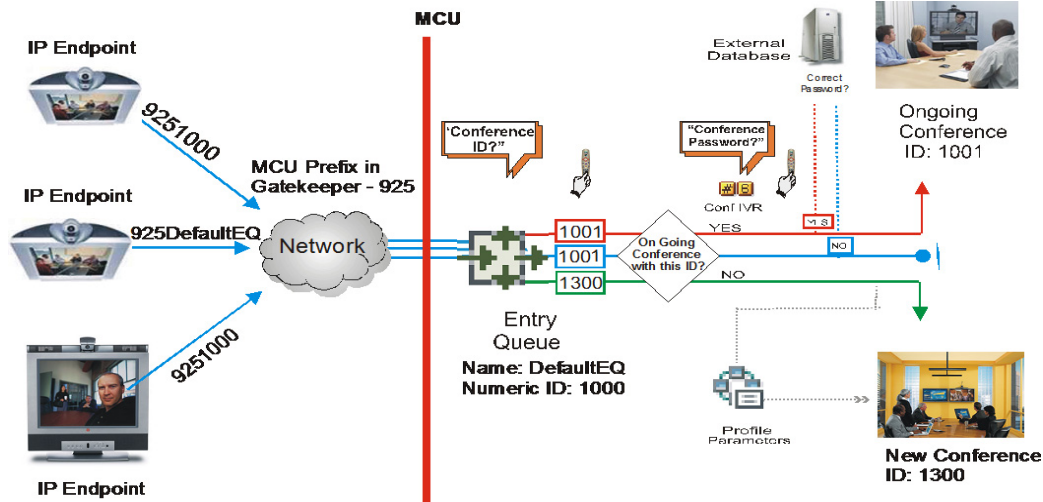 MCU
IP Endpoint
9251000
External
Database
Correct
Password?
Ongoing
Conference
ID: 1001
'Conference
ID?"
"Conference
Password?"
MCU Prefix in
Gatekeeper - 925
IP Endpoint
925DefaultEQ
Network
# 6
Conf IVR
1001
1001
1300
On Going
Conference
with this ID?
YES
NO
NO
9251000
Entry
Queue
Name: DefaultEQ
Numeric ID: 1000
Profile
Parameters
New Conference
ID: 1300
IP Endpoint